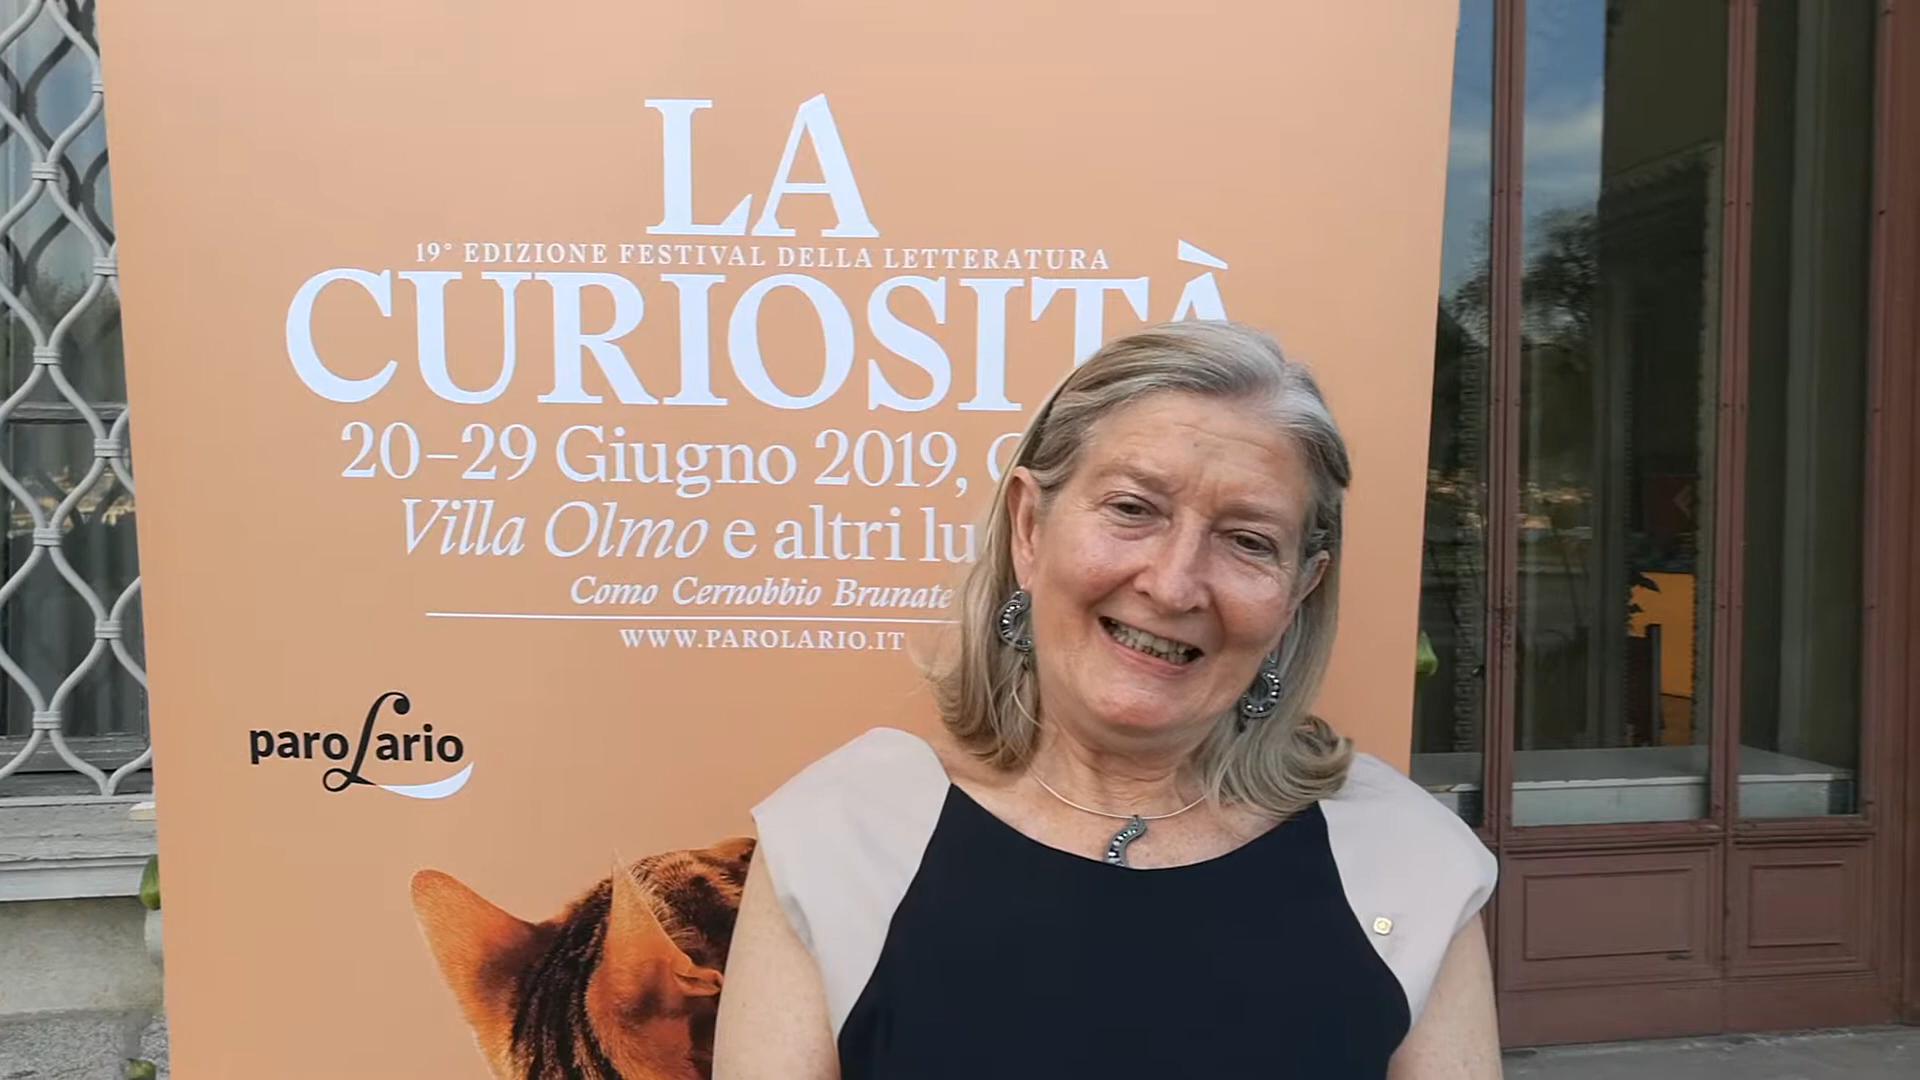 LA
19° EDIZIONE FESTIVAL DELLA LETTERATURA
CURIOSITÀ
20–29 Giugno 2019,
Villa Olmo e altri
Como Cernobbio Brunate
WWW.PAROLARIO.IT
paroLario